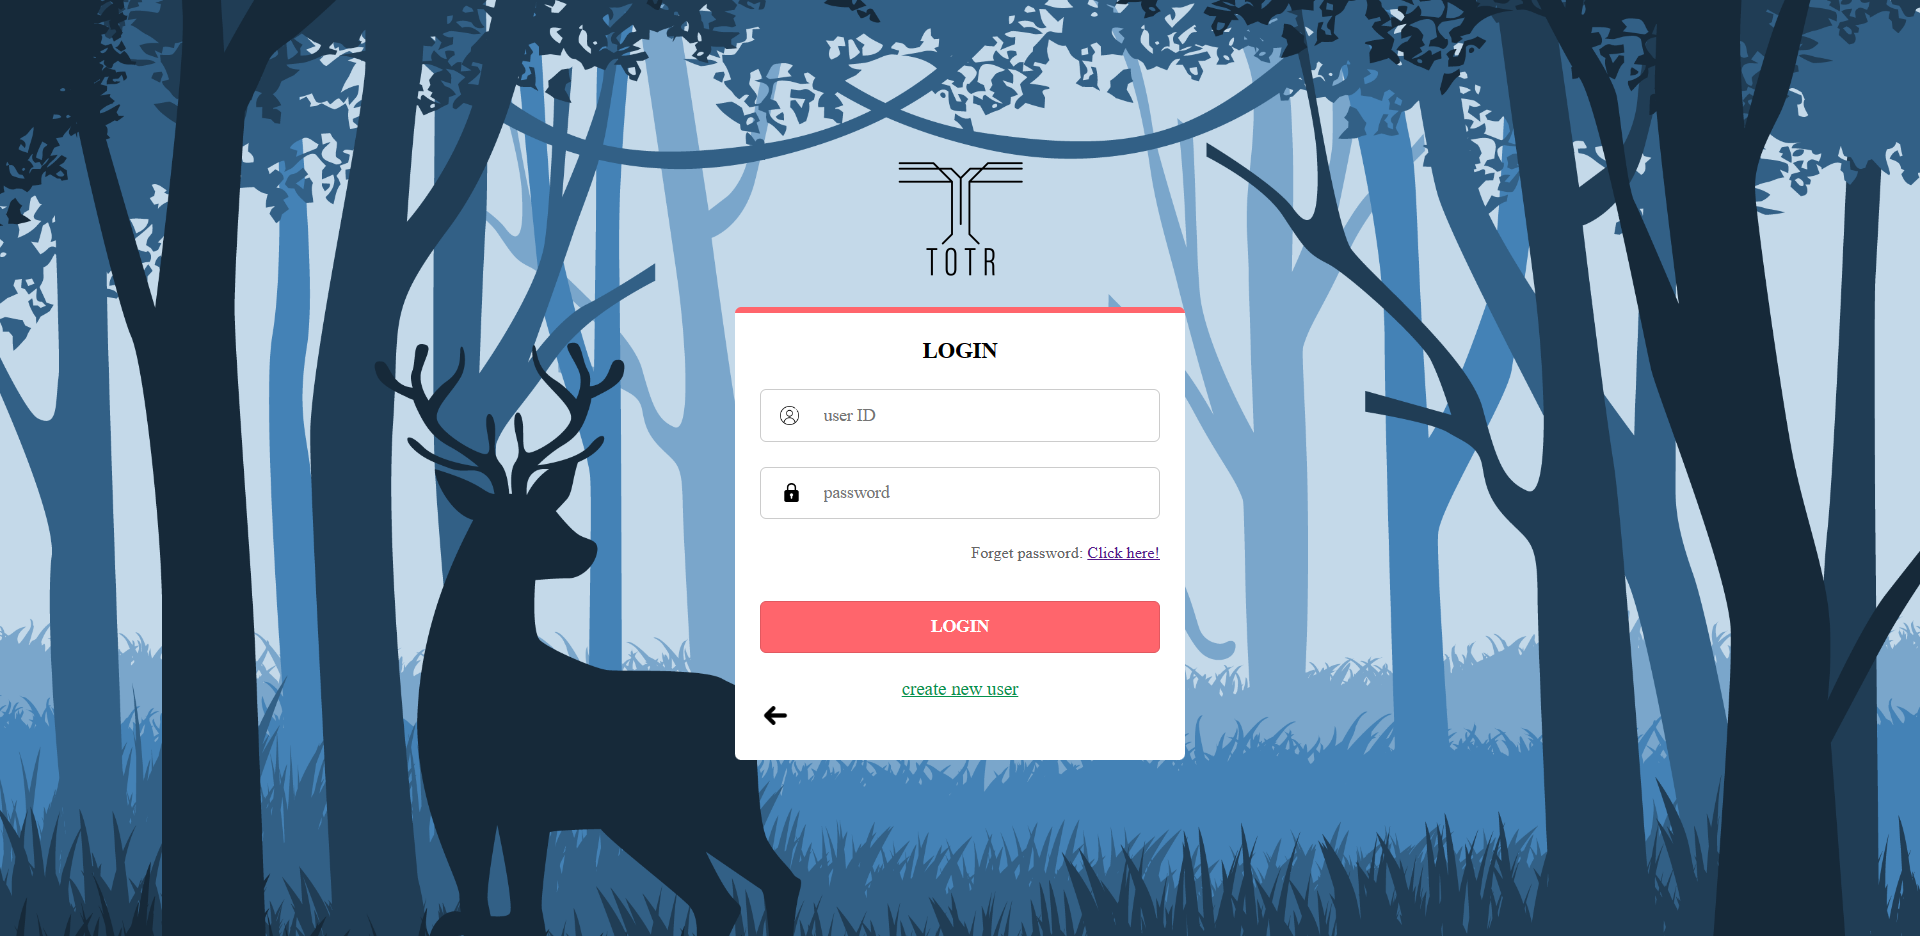 TOTR
LOGIN
user ID
password
Forget password: Click here!
LOGIN
create new user